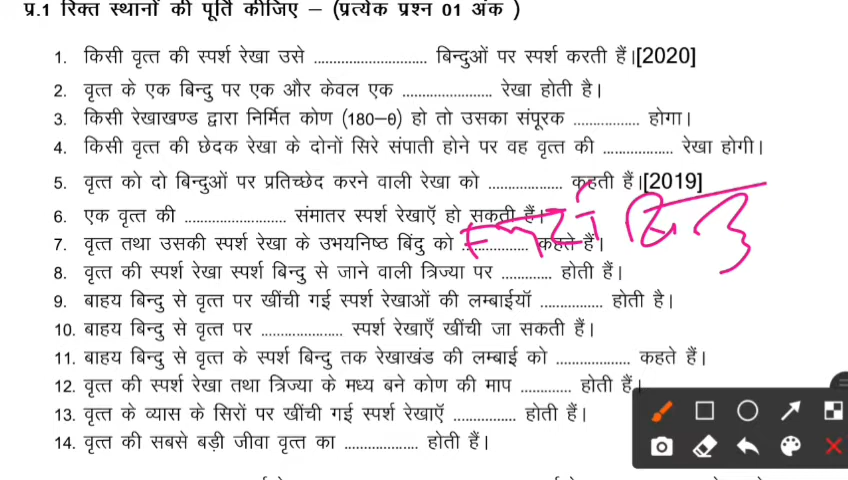 प्र.1 रिक्त स्थानों की पूर्ति कीजिए – (प्रत्येक प्रश्न 01 अंक )
1. किसी वृत्त की स्पर्श रेखा उसे ............................ बिन्दुओं पर स्पर्श करती हैं।[2020]
2. वृत्त के एक बिन्दु पर एक और केवल एक ...................... रेखा होती है।
3. किसी रेखाखण्ड द्वारा निर्मित कोण (180–θ) हो तो उसका संपूरक ................ होगा।
4. किसी वृत्त की छेदक रेखा के दोनों सिरे संपाती होने पर वह वृत्त की ................. रेखा होगी।
5. वृत्त को दो बिन्दुओं पर प्रतिच्छेद करने वाली रेखा को .................. कहती हैं।[2019]
6. एक वृत्त की ......................... संमातर स्पर्श रेखाऍ हो सकती हैं।
7. वृत्त तथा उसकी स्पर्श रेखा के उभयनिष्ठ बिंदु को ................ कहते हैं। स्पर्श बिन्दु
8. वृत्त की स्पर्श रेखा स्पर्श बिन्दु से जाने वाली त्रिज्या पर ............ होती हैं।
9. बाहय बिन्दु से वृत्त पर खींची गई स्पर्श रेखाओं की लम्बाईयॉ ............... होती है।
10. बाहय बिन्दु से वृत्त पर .................... स्पर्श रेखाएँ खींची जा सकती हैं।
11. बाहय बिन्दु से वृत्त के स्पर्श बिन्दु तक रेखाखंड की लम्बाई को .................. कहते हैं।
12. वृत्त की स्पर्श रेखा तथा त्रिज्या के मध्य बने कोण की माप ............ होती हैं।
13. वृत्त के व्यास के सिरों पर खींची गई स्पर्श रेखाऍ ............... होती हैं।
14. वृत्त की सबसे बड़ी जीवा वृत्त का .................. होती हैं।